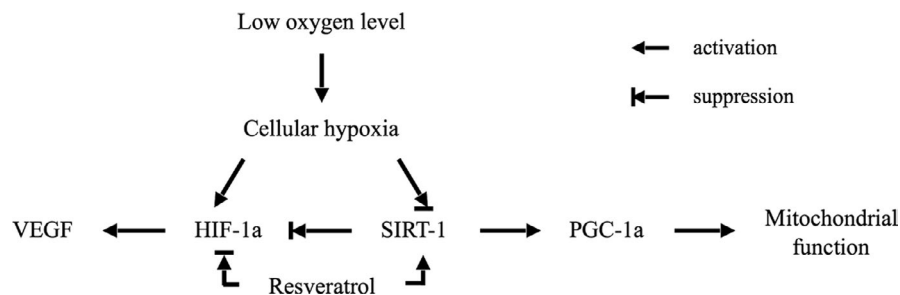 Low oxygen level
activation
suppression
Cellular hypoxia
VEGF
HIF-1a
SIRT-1
PGC-1a
Mitochondrial
function
Resveratrol